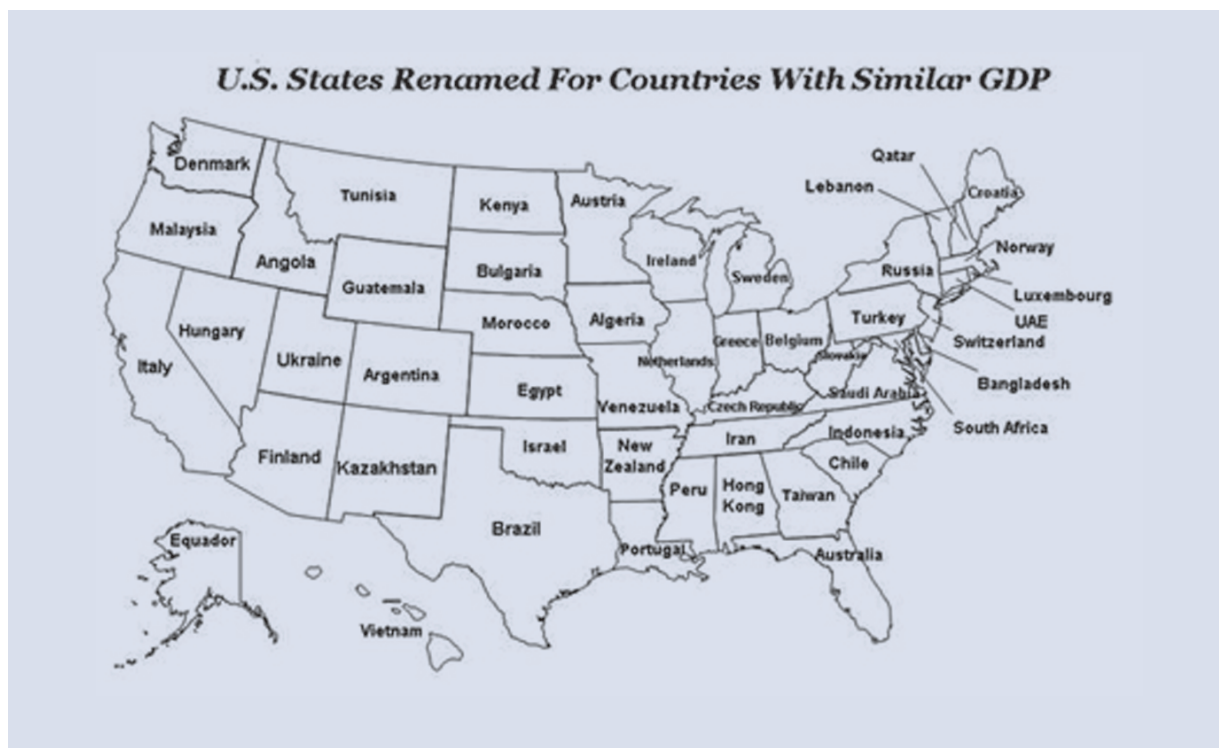 U.S. States Renamed For Countries With Similar GDP
Denmark
Tunisia
Kenya
Austria
Qatar
Lebanon
Croatia
Malaysia
Angola
Guatemala
Bulgaria
Ireland
Sweden
Russia
Norway
Luxembourg
UAE
Switzerland
Bangladesh
South Africa
Hungary
Italy
Ukraine
Argentina
Morocco
Algeria
Turkey
Netherlands
Greece
Belgium
Slovakia
Egypt
Venezuela
Czech Republic
Saudi Arabia
Finland
Kazakhstan
Israel
New
Zealand
Iran
Indonesia
Chile
Peru
Hong
Kong
Taiwan
Brazil
Portugal
Australia
Equador
Vietnam